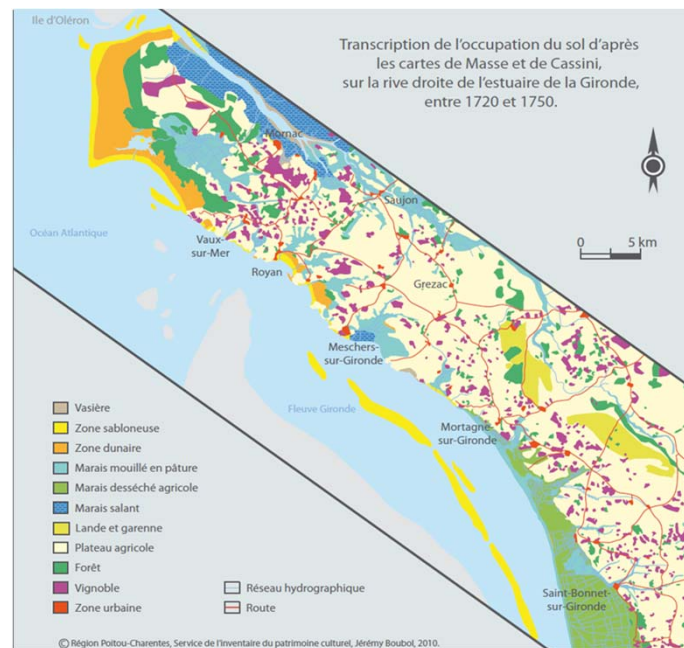 Ile d'Oléron
Transcription de l'occupation du sol d'après
les cartes de Masse et de Cassini,
sur la rive droite de l'estuaire de la Gironde,
entre 1720 et 1750.
Mornac
Saujon
Océan Atlantique
Vaux-
sur-Mer
0 5 km
Royan
Grezac
Meschers-
sur-Gironde
Fleuve Gironde
Mortagne
sur-Gironde
Vasière
Zone sabloneuse
Zone dunaire
Marais mouillé en pâture
Marais desséché agricole
Marais salant
Lande et garenne
Plateau agricole
Forêt
Vignoble
Zone urbaine
Réseau hydrographique
Route
Saint-Bonnet-
sur-Gironde
© Région Poitou-Charentes, Service de l'inventaire du patrimoine culturel, Jérémy Boubol, 2010.